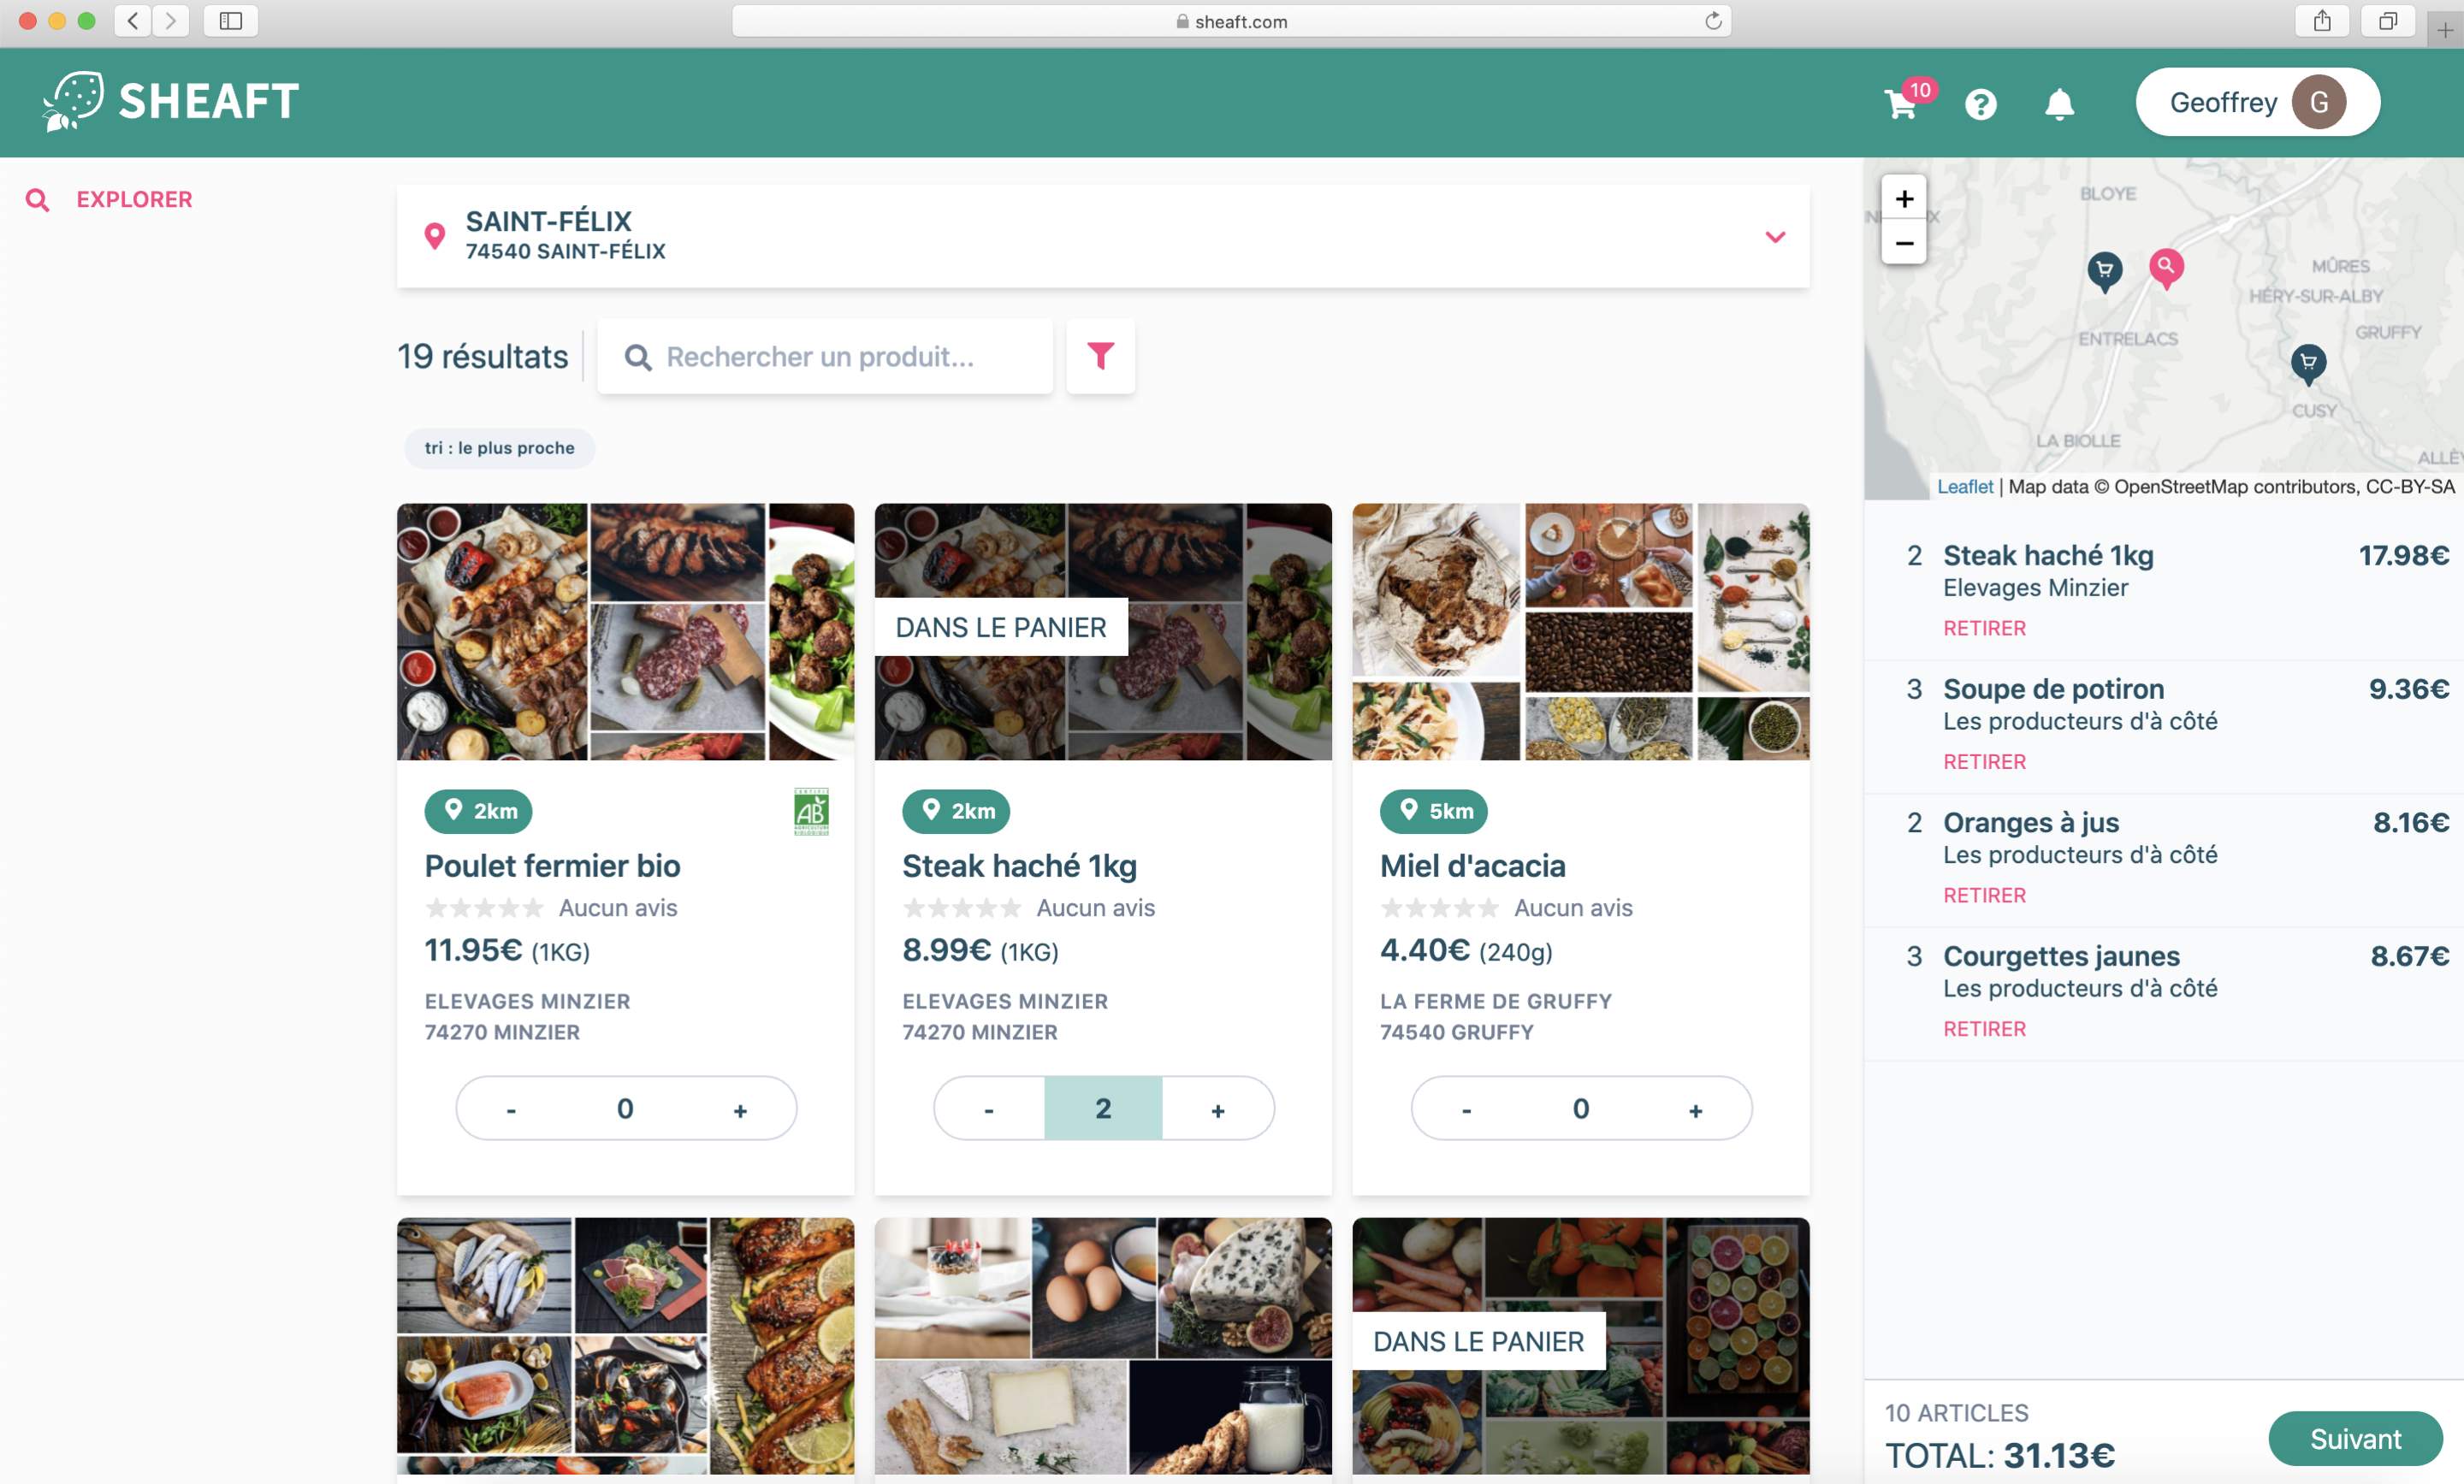 sheaft.com
SHEAFT
10
Geoffrey G
EXPLORER
SAINT-FÉLIX
74540 SAINT-FÉLIX
19 résultats
Rechercher un produit...
tri : le plus proche
DANS LE PANIER
2km
AB
Poulet fermier bio
Aucun avis
11.95€ (1KG)
ELEVAGES MINZIER
74270 MINZIER
- 0 +
2km
Steak haché 1kg
Aucun avis
8.99€ (1KG)
ELEVAGES MINZIER
74270 MINZIER
- 2 +
5km
Miel d'acacia
Aucun avis
4.40€ (240g)
LA FERME DE GRUFFY
74540 GRUFFY
- 0 +
DANS LE PANIER
+
−
BLOYE
MÛRES
HÉRY-SUR-ALBY
GRUFFY
ENTRELACS
CUSY
LA BIOLLE
Leaflet | Map data © OpenStreetMap contributors, CC-BY-SA
2 Steak haché 1kg 17.98€
Elevages Minzier
RETIRER
3 Soupe de potiron 9.36€
Les producteurs d'à côté
RETIRER
2 Oranges à jus 8.16€
Les producteurs d'à côté
RETIRER
3 Courgettes jaunes 8.67€
Les producteurs d'à côté
RETIRER
10 ARTICLES
TOTAL: 31.13€
Suivant